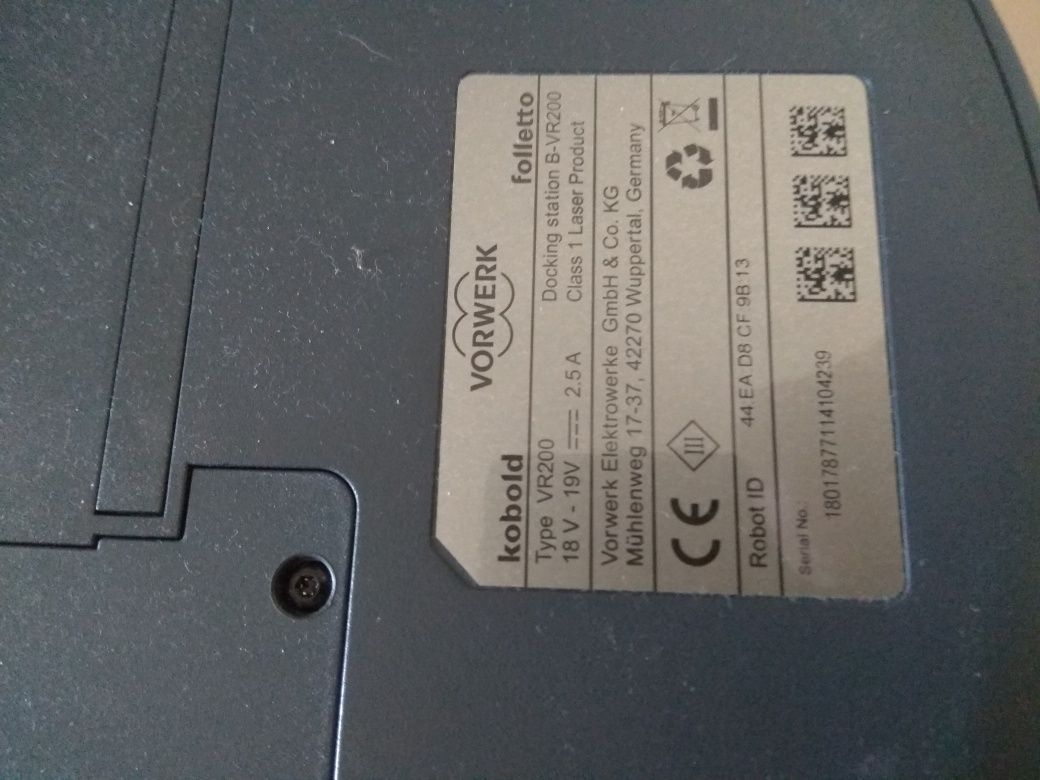 kobold VORWERK folletto
Type VR200 Docking station B-VR200
18 V - 19V 2.5 A Class 1 Laser Product
Vorwerk Elektrowerke GmbH & Co. KG
Mühlenweg 17-37, 42270 Wuppertal, Germany
CE III
Robot ID 44 EA D8 CF 9B 13
Serial No.:
18017877114104239